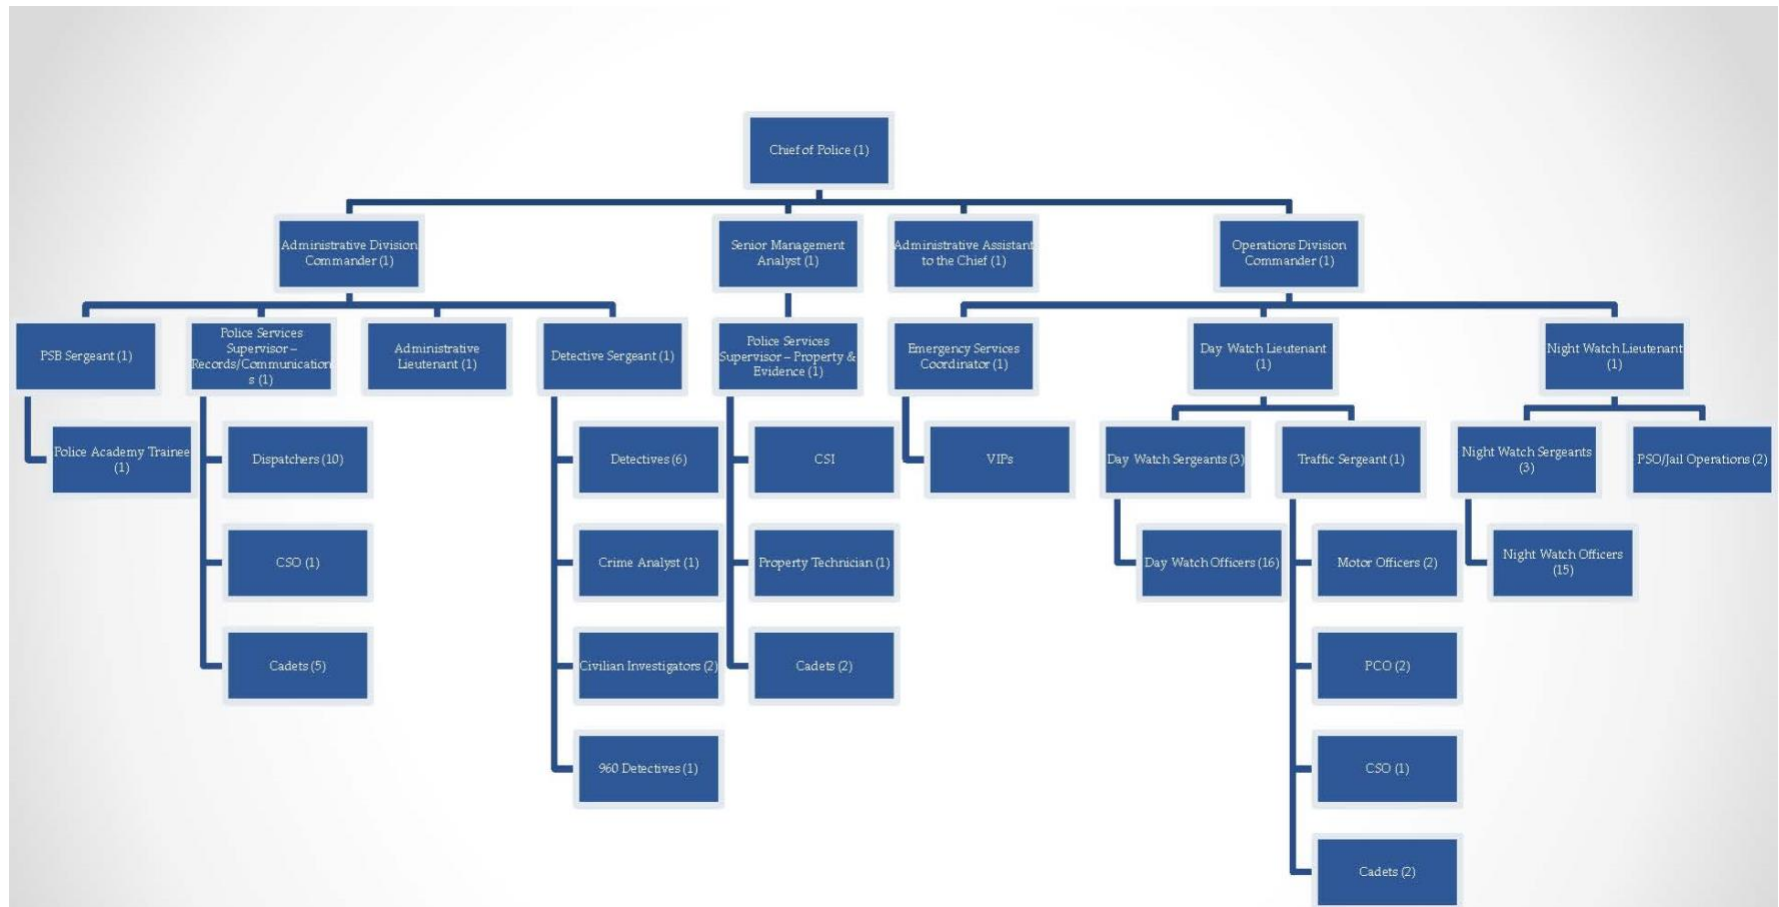 Chief of Police (1)
Administrative Division
Commander (1)
Senior Management
Analyst (1)
Administrative Assistant
to the Chief (1)
Operations Division
Commander (1)
PSB Sergeant (1)
Police Services
Supervisor –
Records/Communication
s (1)
Administrative
Lieutenant (1)
Detective Sergeant (1)
Police Services
Supervisor – Property &
Evidence (1)
Emergency Services
Coordinator (1)
Day Watch Lieutenant
(1)
Night Watch Lieutenant
(1)
Police Academy Trainee
(1)
Dispatchers (10)
Detectives (6)
CSI
VIPs
Day Watch Sergeants (3)
Traffic Sergeant (1)
Night Watch Sergeants
(3)
PSO/Jail Operations (2)
CSO (1)
Crime Analyst (1)
Property Technician (1)
Day Watch Officers (16)
Motor Officers (2)
Night Watch Officers
(15)
Cadets (5)
Civilian Investigators (2)
Cadets (2)
PCO (2)
960 Detectives (1)
CSO (1)
Cadets (2)